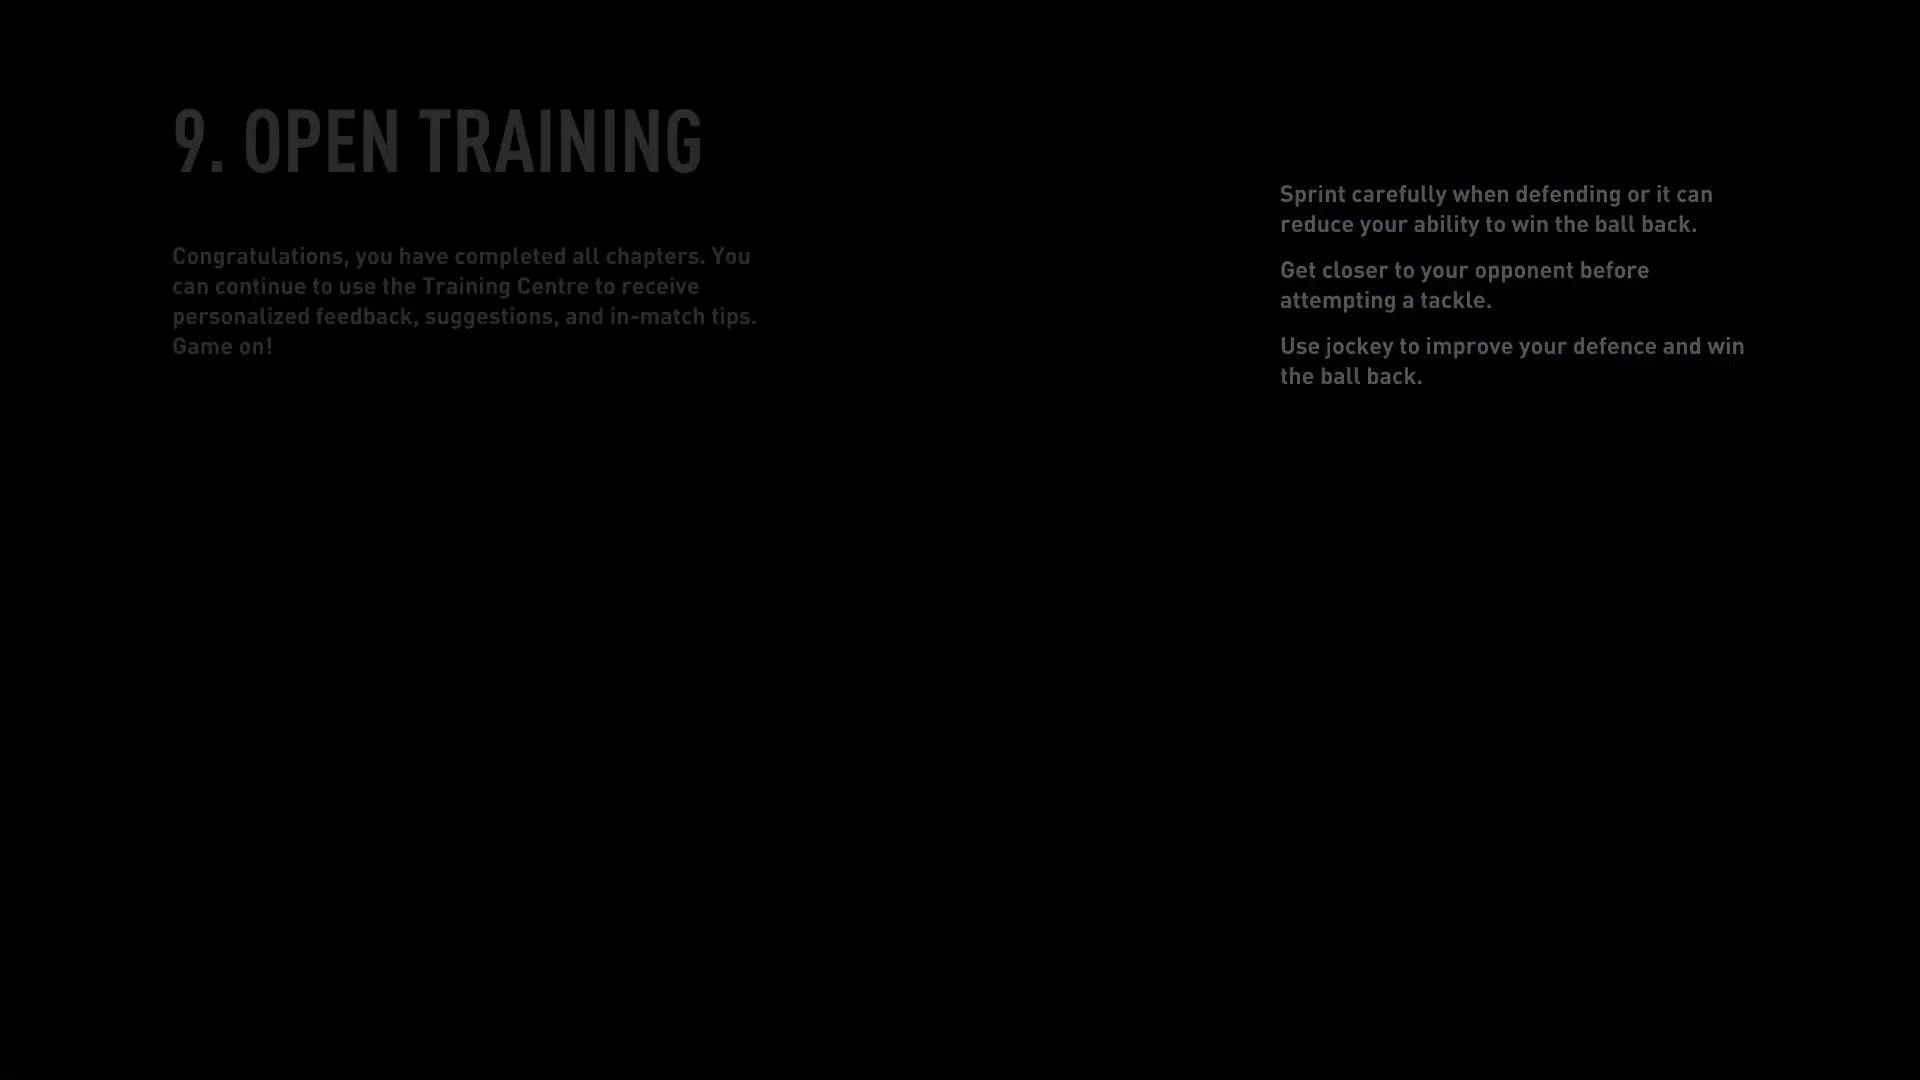 9. OPEN TRAINING
Congratulations, you have completed all chapters. You
can continue to use the Training Centre to receive
personalized feedback, suggestions, and in-match tips.
Game on!
Sprint carefully when defending or it can
reduce your ability to win the ball back.
Get closer to your opponent before
attempting a tackle.
Use jockey to improve your defence and win
the ball back.